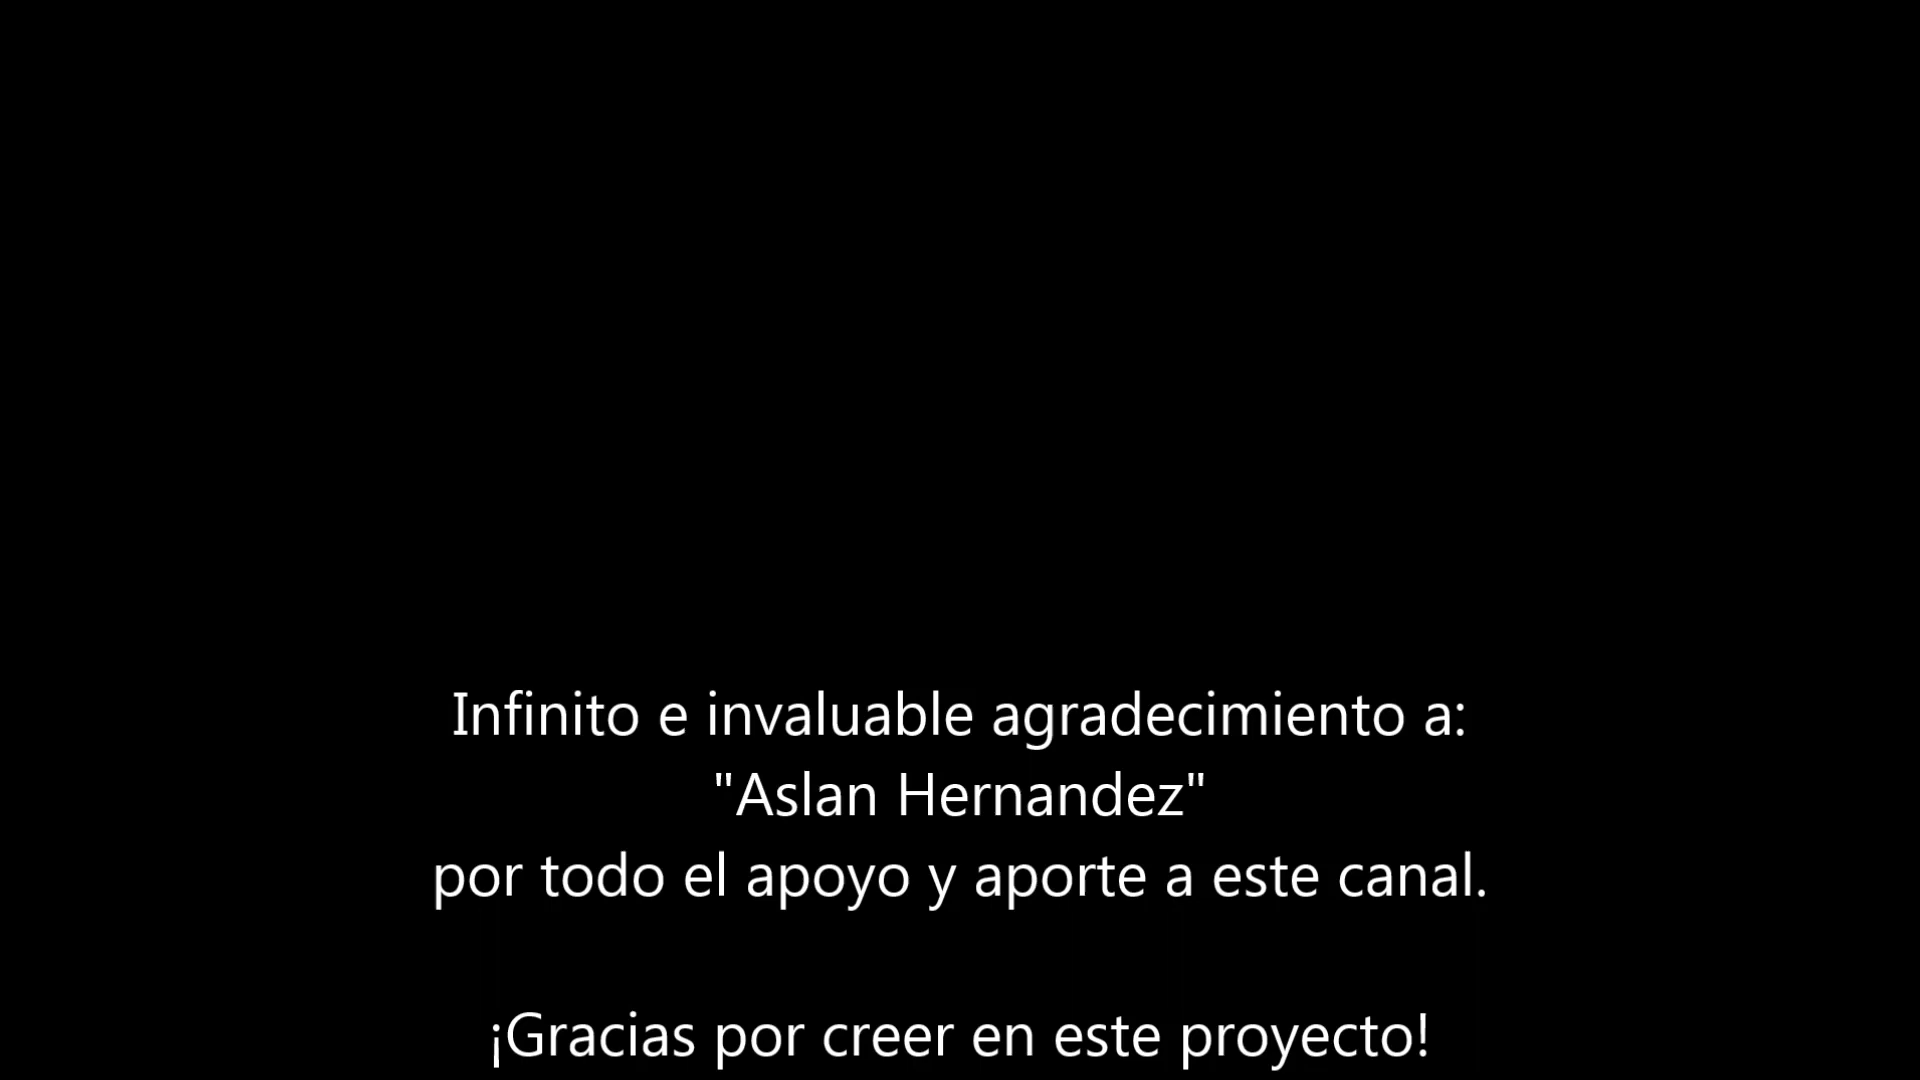 Infinito e invaluable agradecimiento a:
"Aslan Hernandez"
por todo el apoyo y aporte a este canal.
¡Gracias por creer en este proyecto!